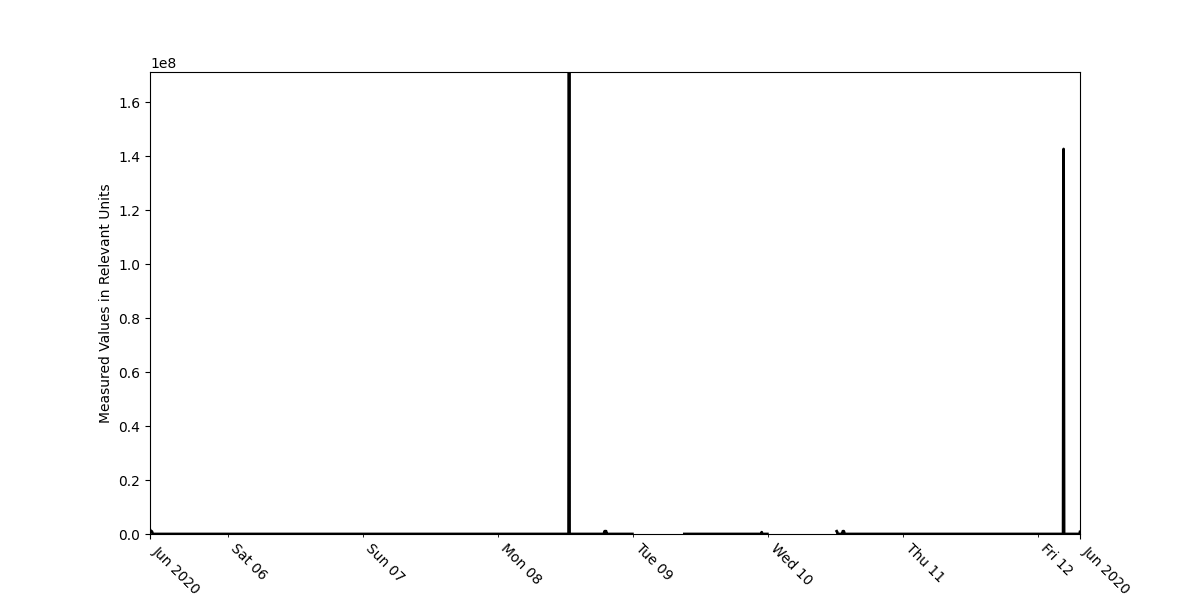 1e8
1.6
1.4
1.2
1.0
0.8
0.6
0.4
0.2
0.0
Measured Values in Relevant Units
Jun 2020
Sat 06
Sun 07
Mon 08
Tue 09
Wed 10
Thu 11
Fri 12
Jun 2020